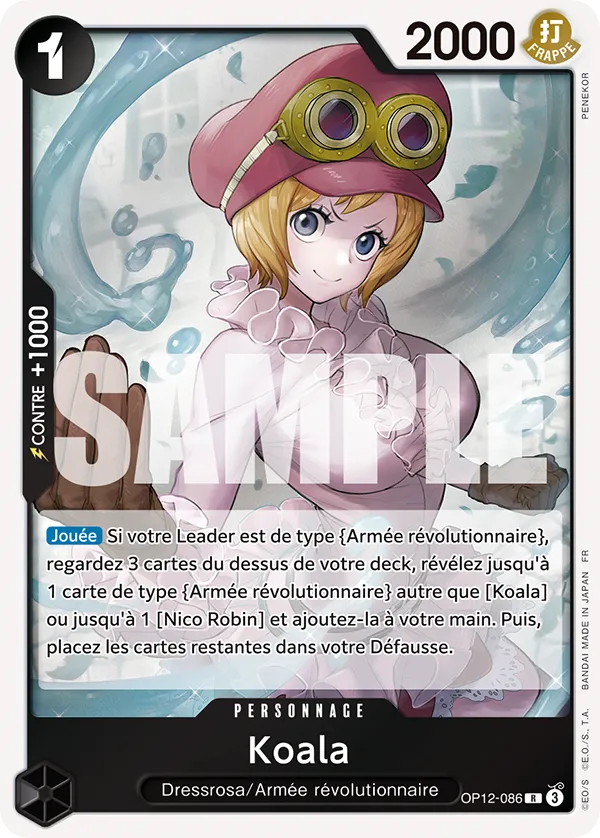 1
2000
打
FRAPPE
PENEKOR
CONTRE +1000
SAMPLE
Jouée Si votre Leader est de type {Armée révolutionnaire},
regardez 3 cartes du dessus de votre deck, révélez jusqu'à
1 carte de type {Armée révolutionnaire} autre que [Koala]
ou jusqu'à 1 [Nico Robin] et ajoutez-la à votre main. Puis,
placez les cartes restantes dans votre Défausse.
©E.O/S ©E.O./S., T.A. BANDAI MADE IN JAPAN FR
PERSONNAGE
Koala
Dressrosa/Armée révolutionnaire
OP12-086 R 3